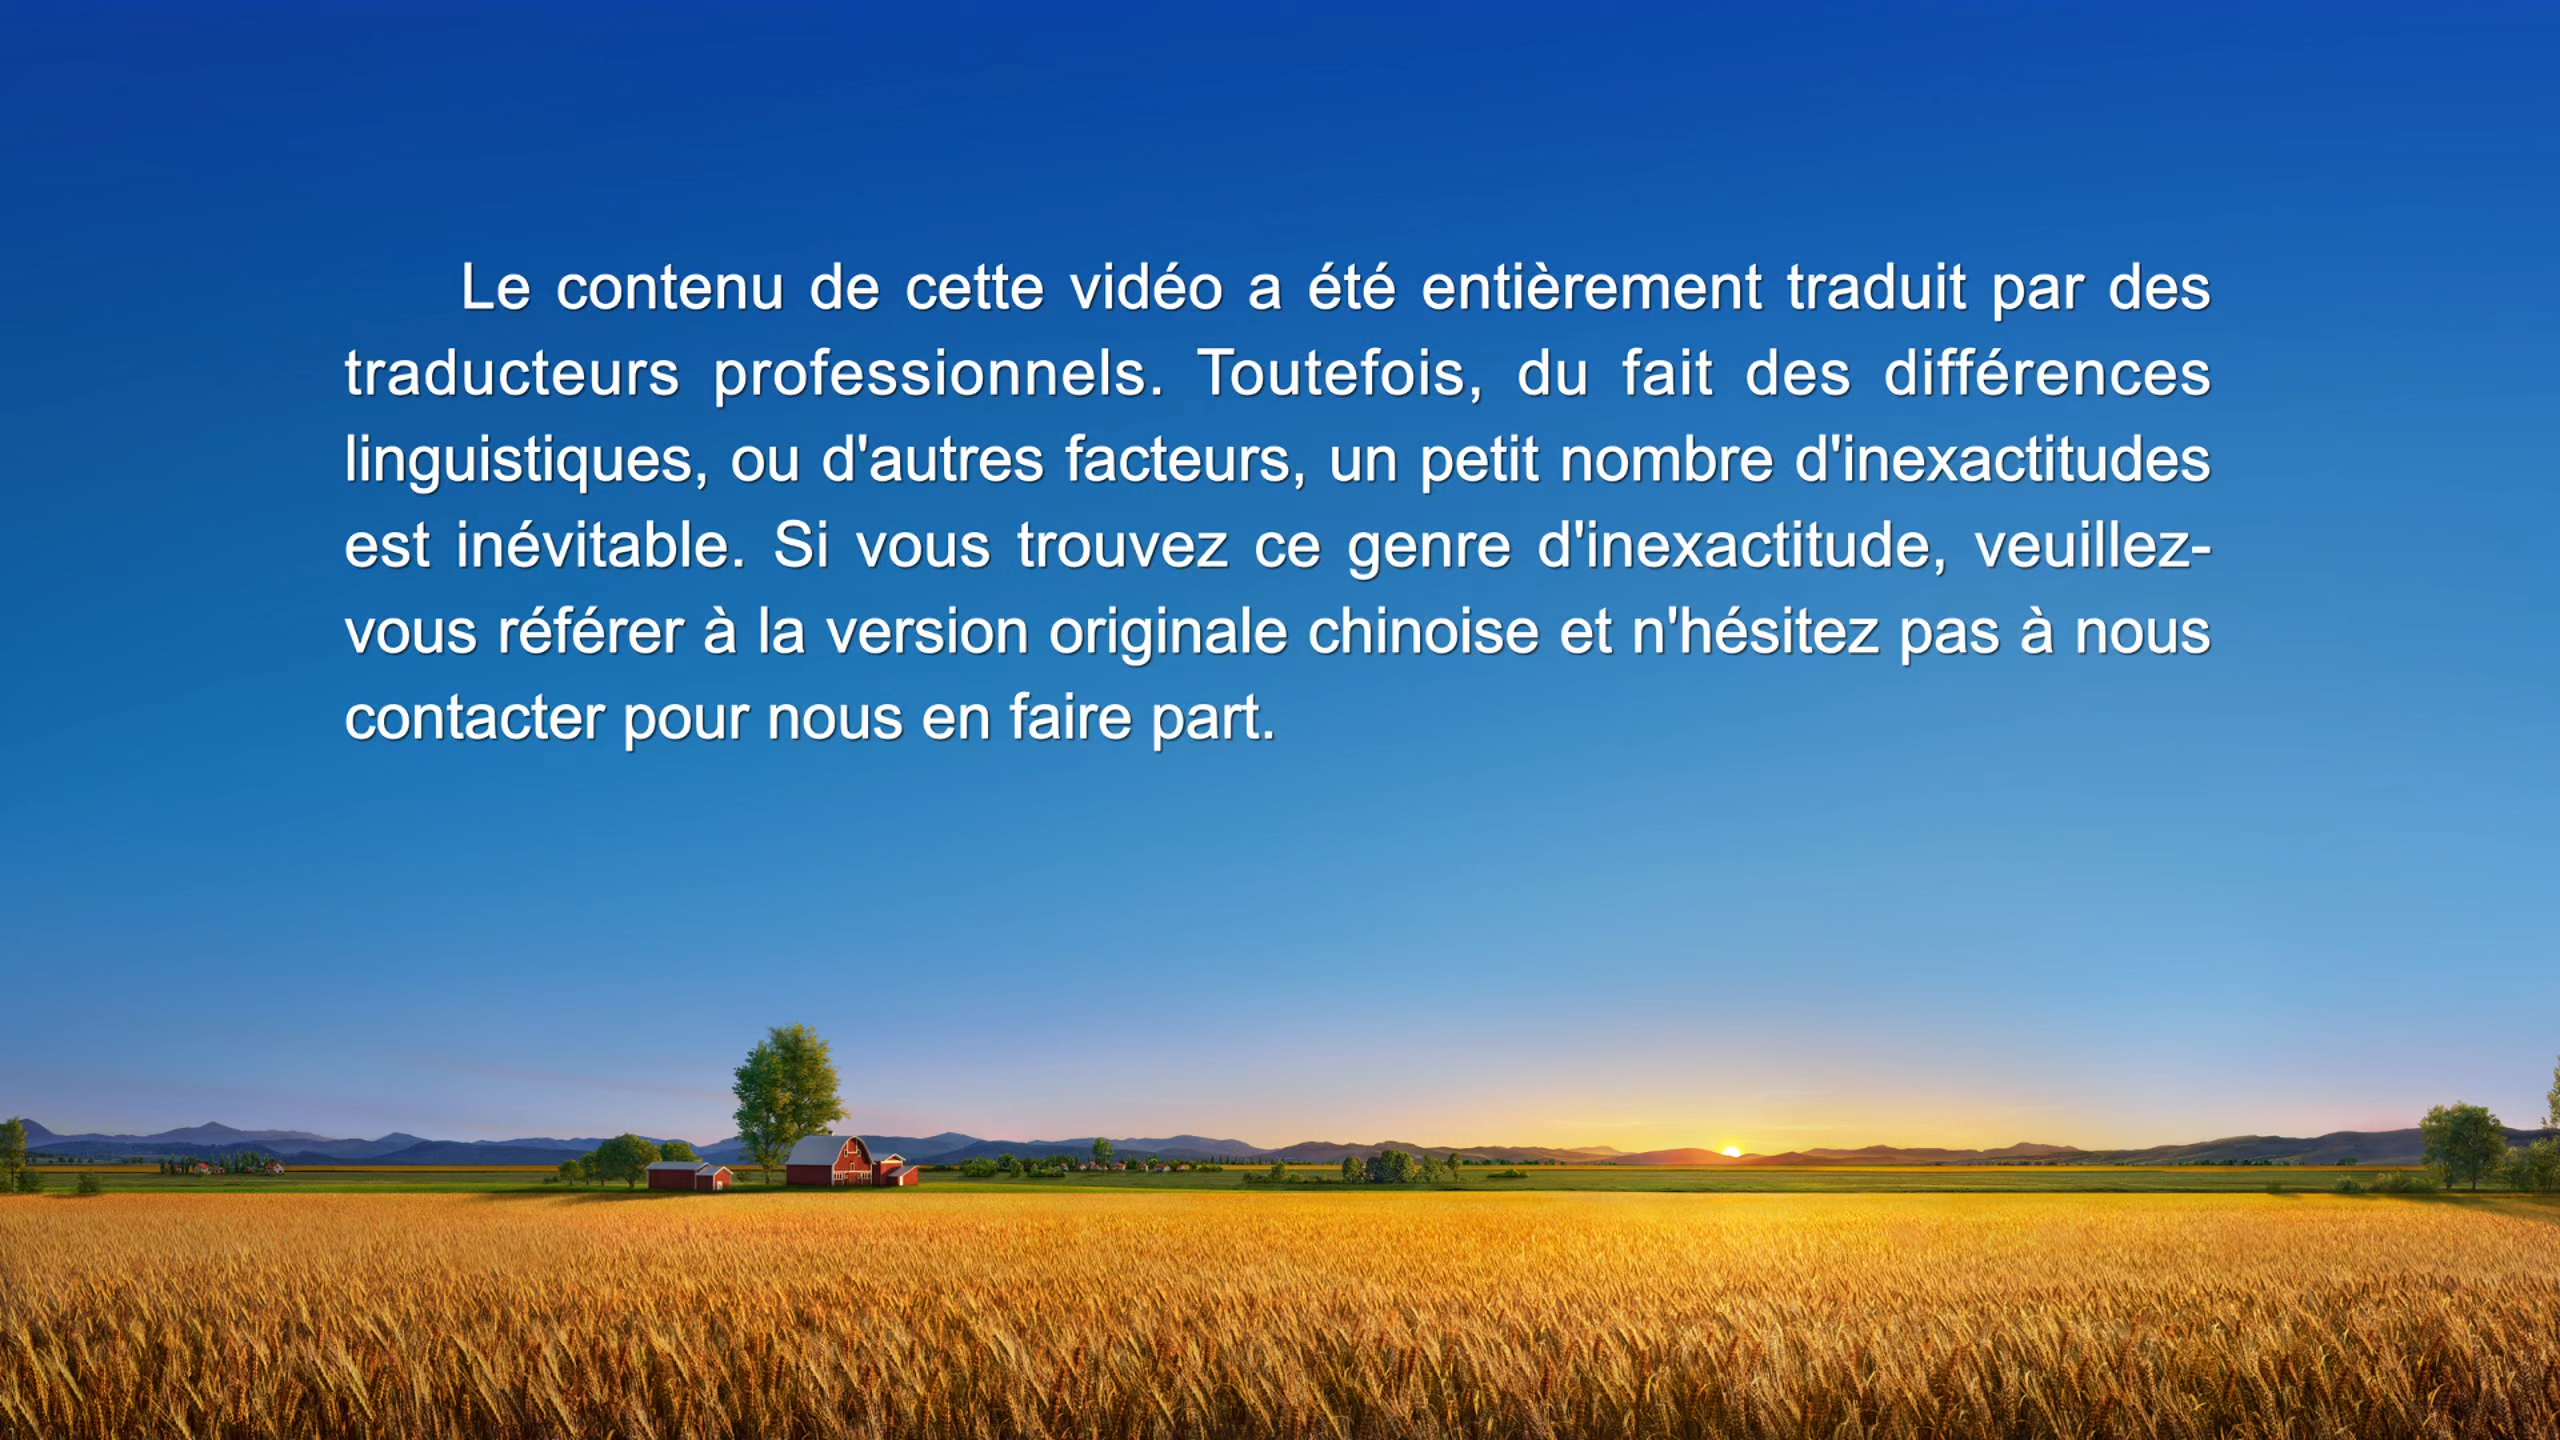 Le contenu de cette vidéo a été entièrement traduit par des
traducteurs professionnels. Toutefois, du fait des différences
linguistiques, ou d'autres facteurs, un petit nombre d'inexactitudes
est inévitable. Si vous trouvez ce genre d'inexactitude, veuillez-
vous référer à la version originale chinoise et n'hésitez pas à nous
contacter pour nous en faire part.